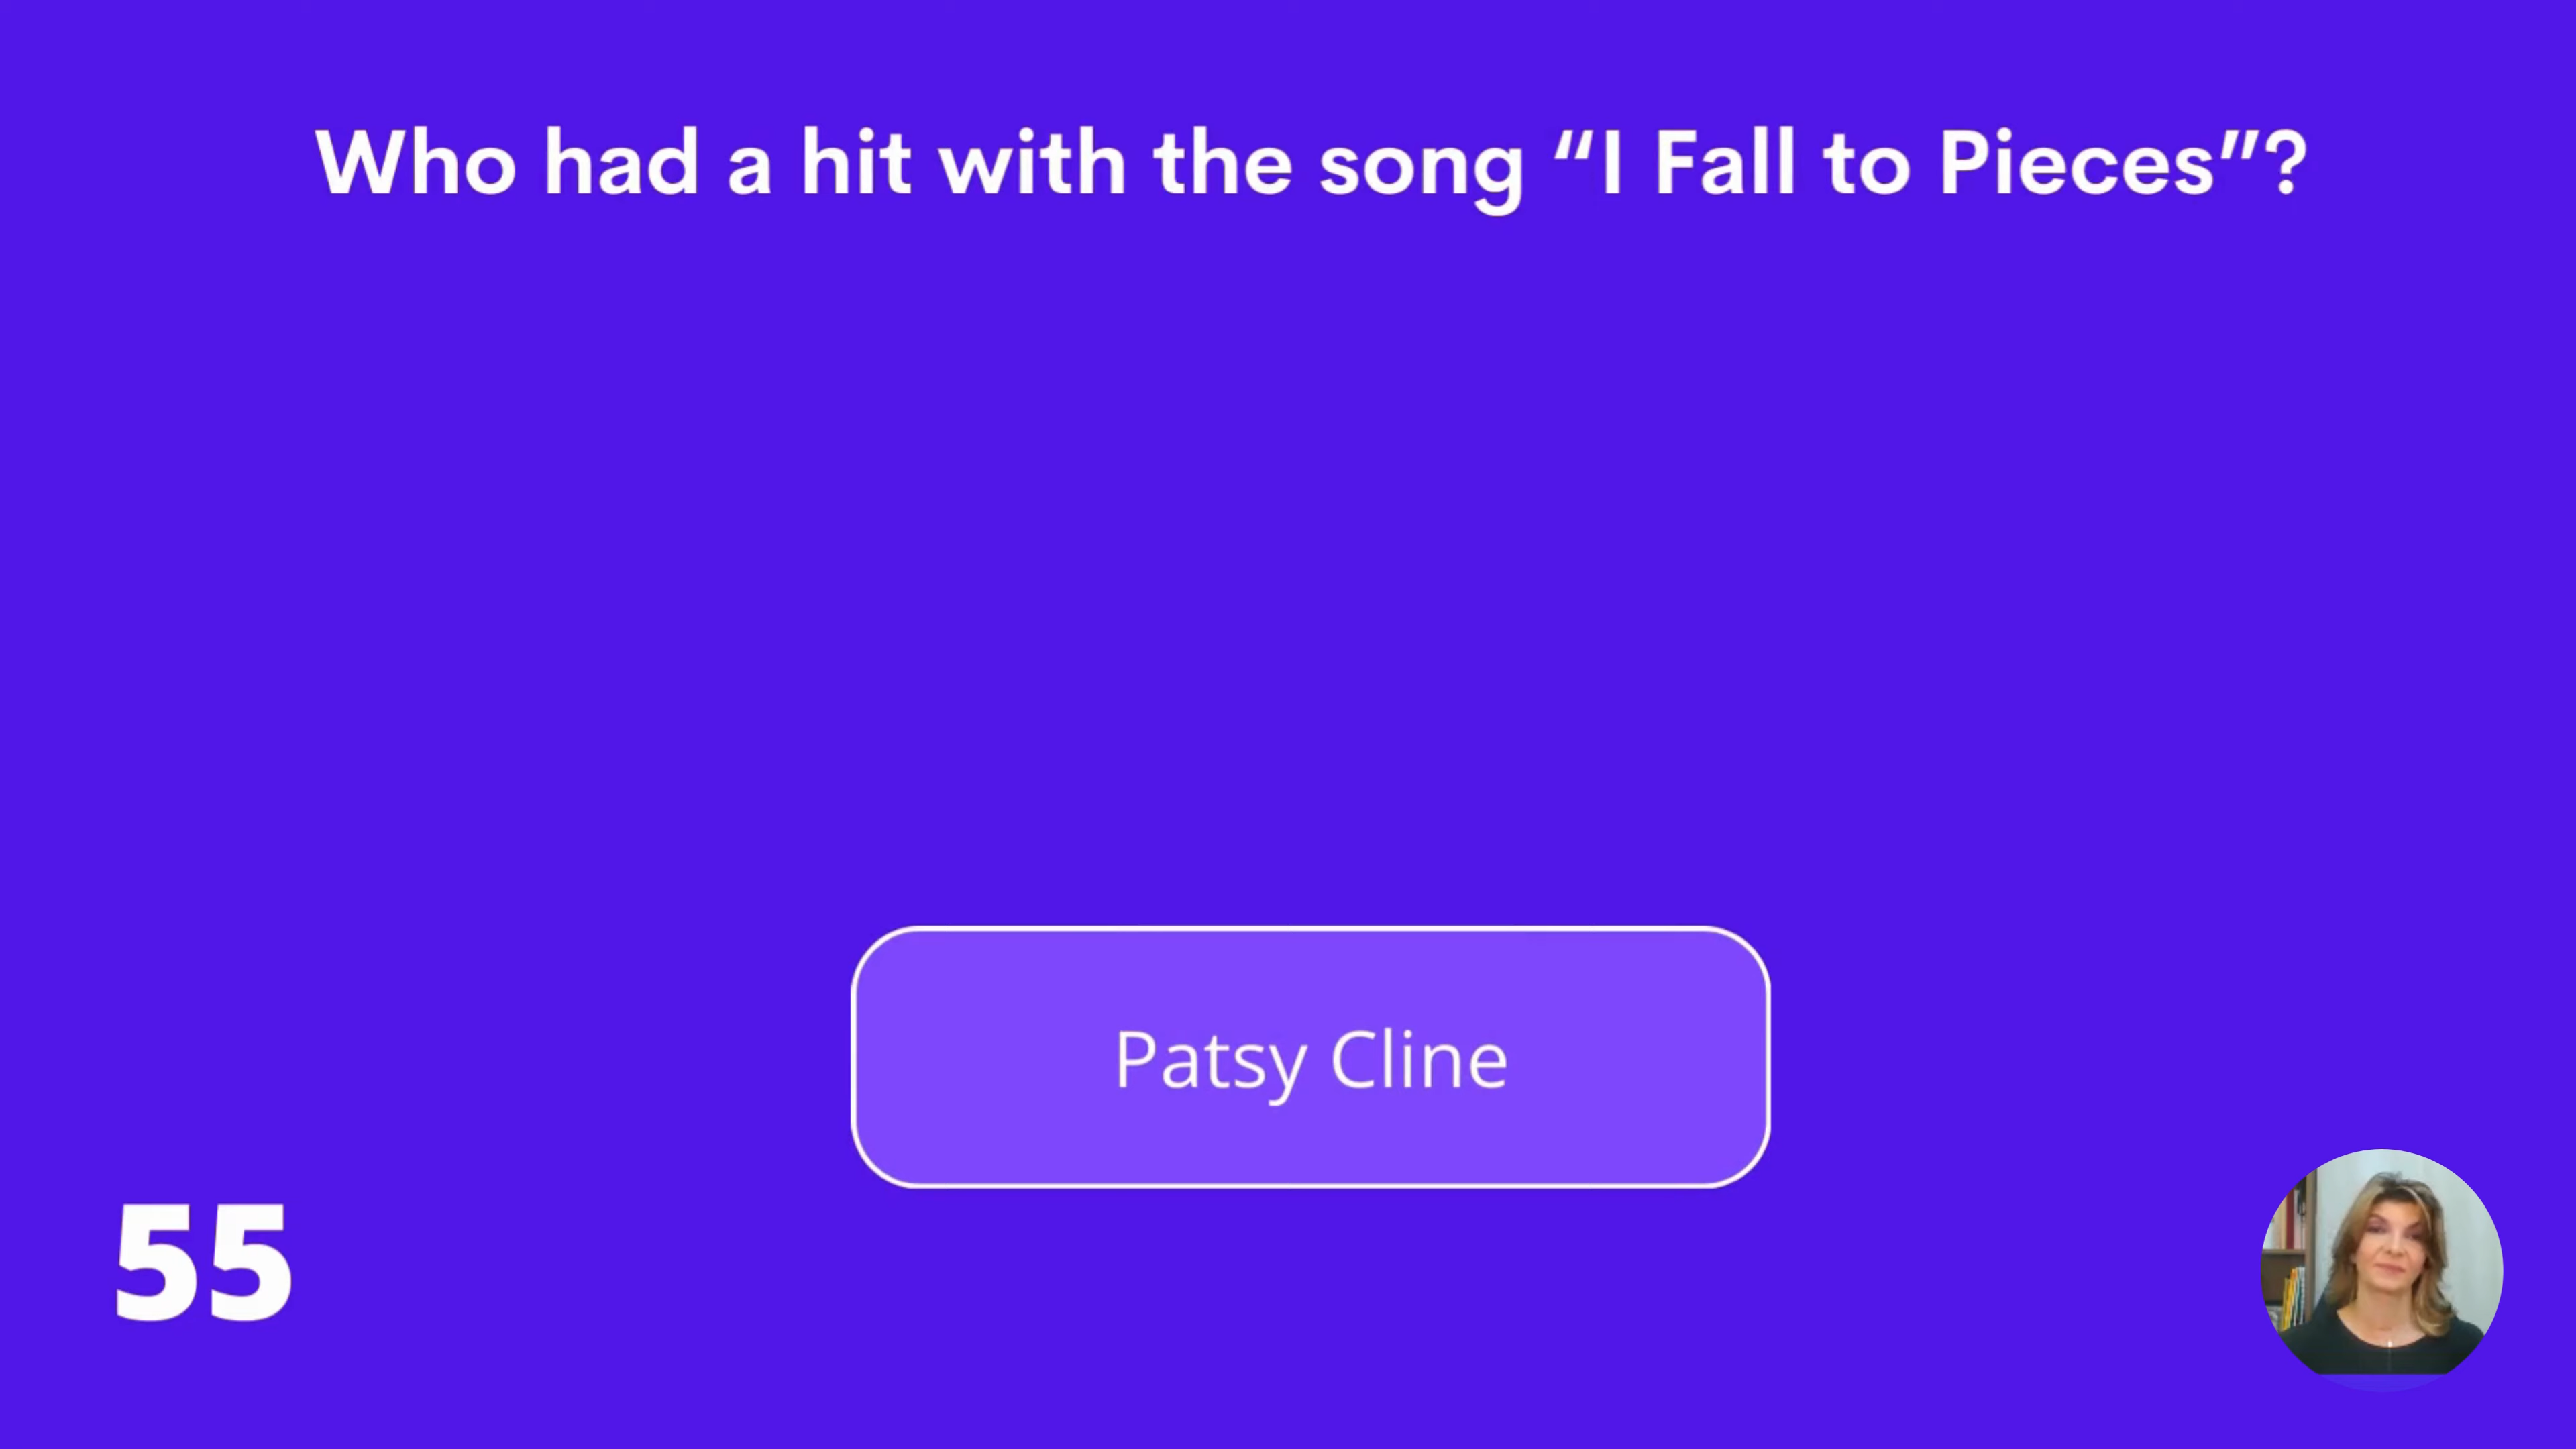 Who had a hit with the song “I Fall to Pieces”?
Patsy Cline
55